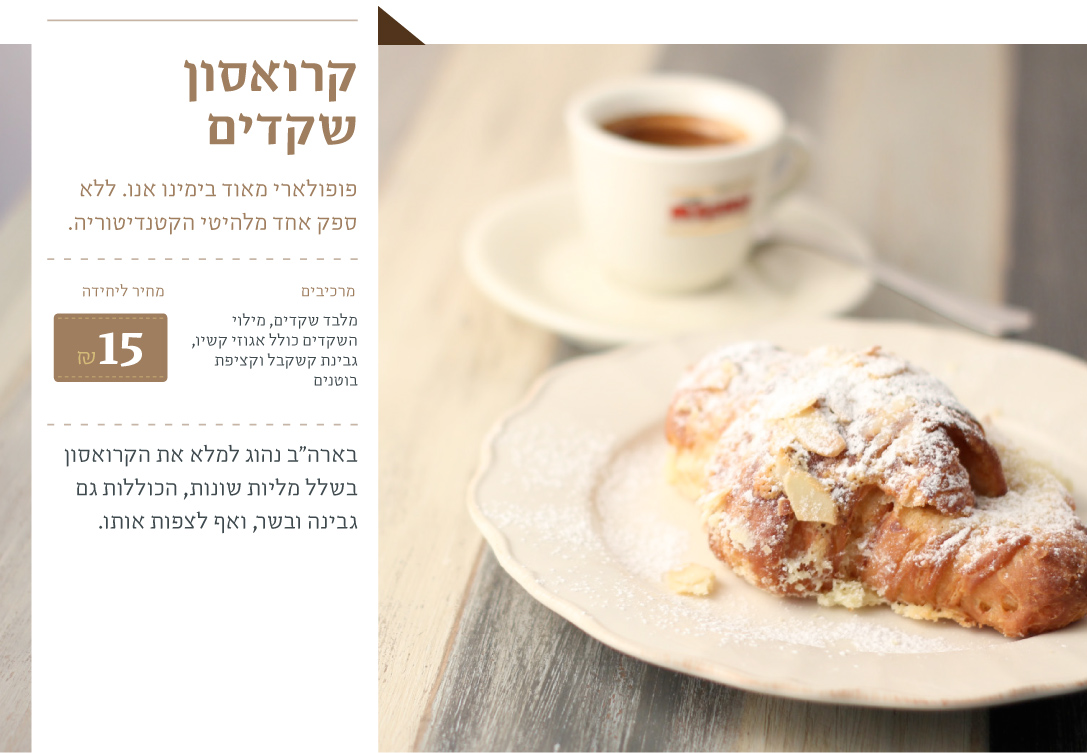 קרואסון
שקדים
פופולארי מאוד בימינו אנו. ללא
ספק אחד מלהיטי הקטנדיטוריה.
מרכיבים
מלבד שקדים, מילוי
השקדים כולל אגוזי קשיו,
גבינת קשקבל וקציפת
בוטנים
מחיר ליחידה
15 ₪
בארה"ב נהוג למלא את הקרואסון
בשלל מליות שונות, הכוללות גם
גבינה ובשר, ואף לצפות אותו.